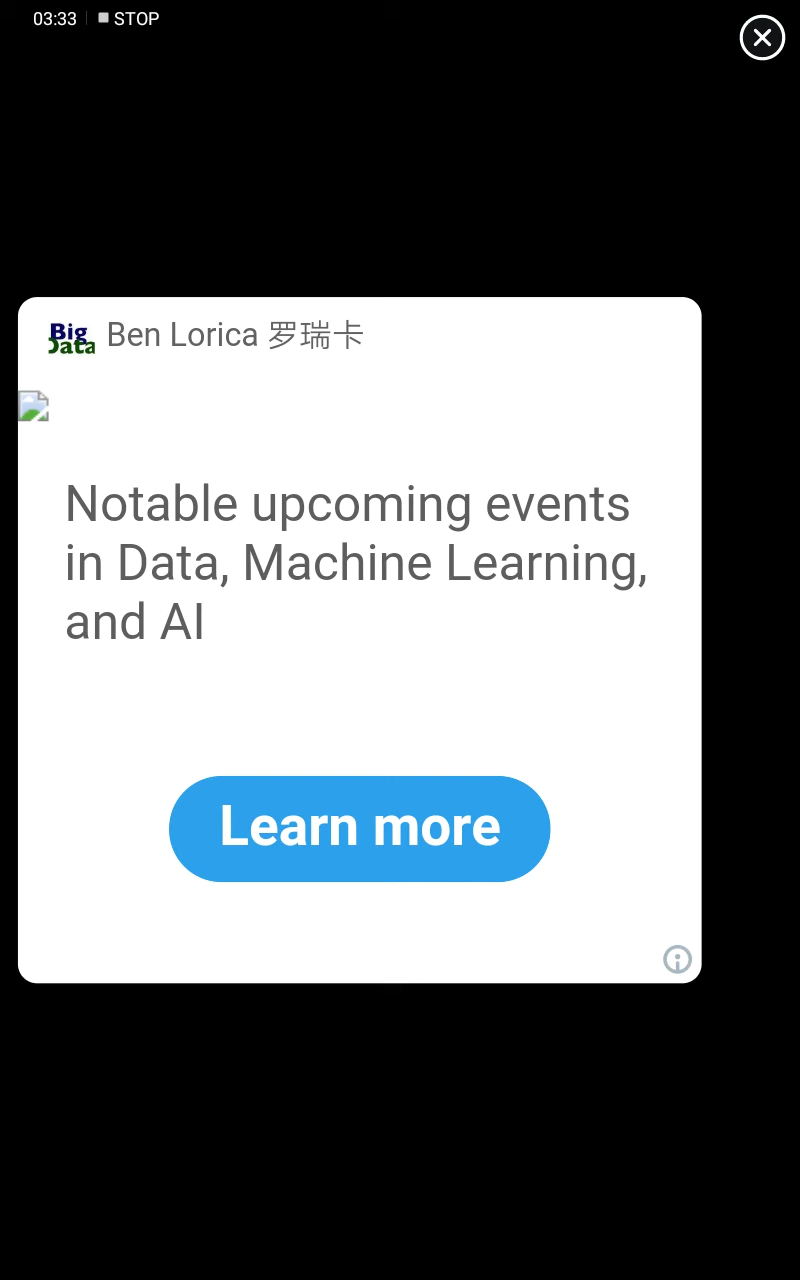 03:33 STOP
Big
Data
Ben Lorica 罗瑞卡
Notable upcoming events
in Data, Machine Learning,
and AI
Learn more